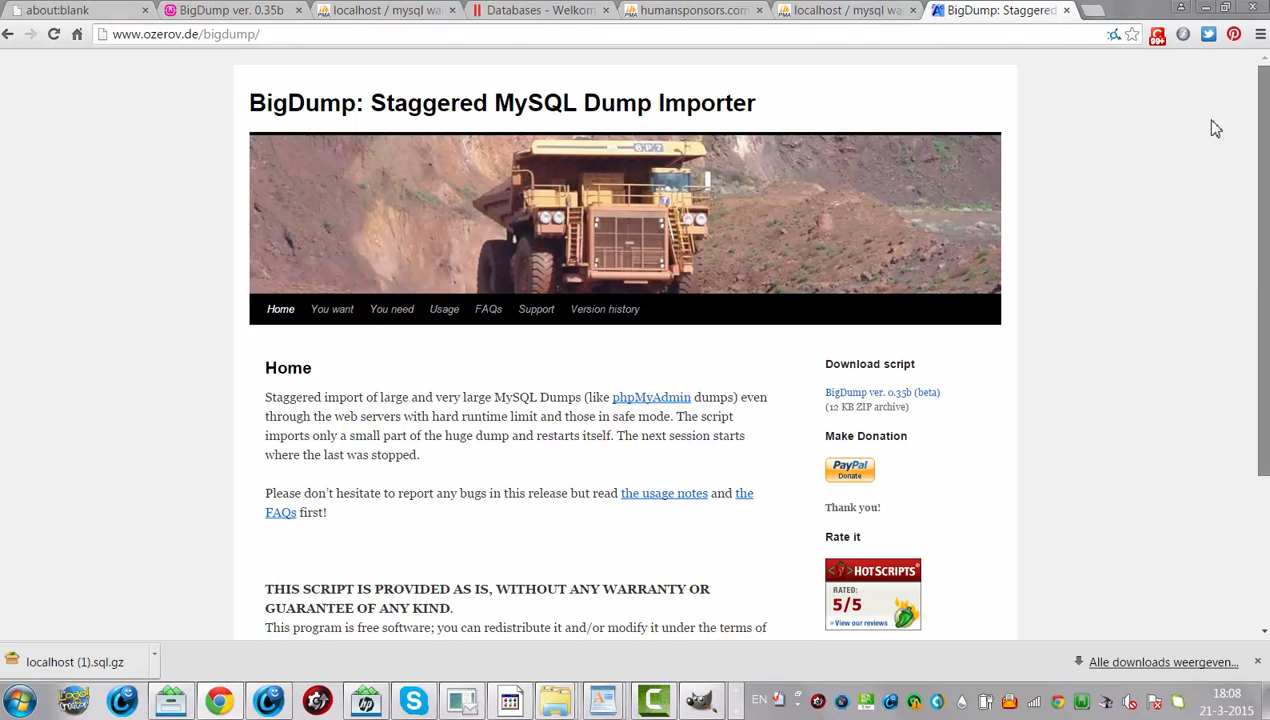 about:blank
BigDump ver. 0.35b
localhost / mysql wa
Databases - Welkom
humansponsors.com
localhost / mysql wa
BigDump: Staggered
www.ozerov.de/bigdump/
99+
BigDump: Staggered MySQL Dump Importer
GP7
Home You want You need Usage FAQs Support Version history
Home
Staggered import of large and very large MySQL Dumps (like phpMyAdmin dumps) even
through the web servers with hard runtime limit and those in safe mode. The script
imports only a small part of the huge dump and restarts itself. The next session starts
where the last was stopped.
Please don't hesitate to report any bugs in this release but read the usage notes and the
FAQs first!
THIS SCRIPT IS PROVIDED AS IS, WITHOUT ANY WARRANTY OR
GUARANTEE OF ANY KIND.
This program is free software; you can redistribute it and/or modify it under the terms of
Download script
BigDump ver. 0.35b (beta)
(12 KB ZIP archive)
Make Donation
PayPal
Donate
Thank you!
Rate it
HOTSCRIPTS
RATED:
5/5
» View our reviews
localhost (1).sql.gz
Alle downloads weergeven...
EN
18:08
21-3-2015